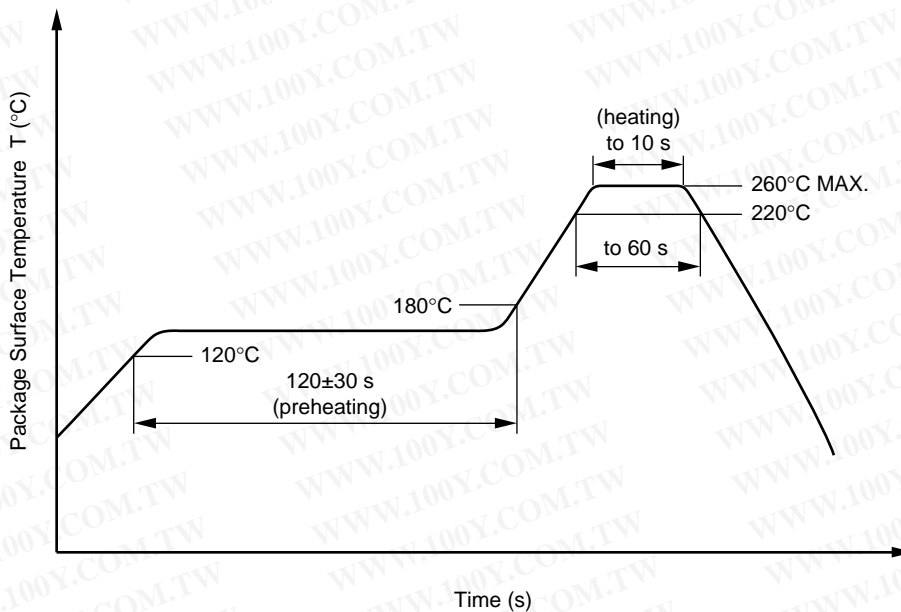 WWW.100Y.COM.TW
Package Surface Temperature T (°C)
(heating)
to 10 s
260°C MAX.
220°C
to 60 s
180°C
120°C
120±30 s
(preheating)
Time (s)